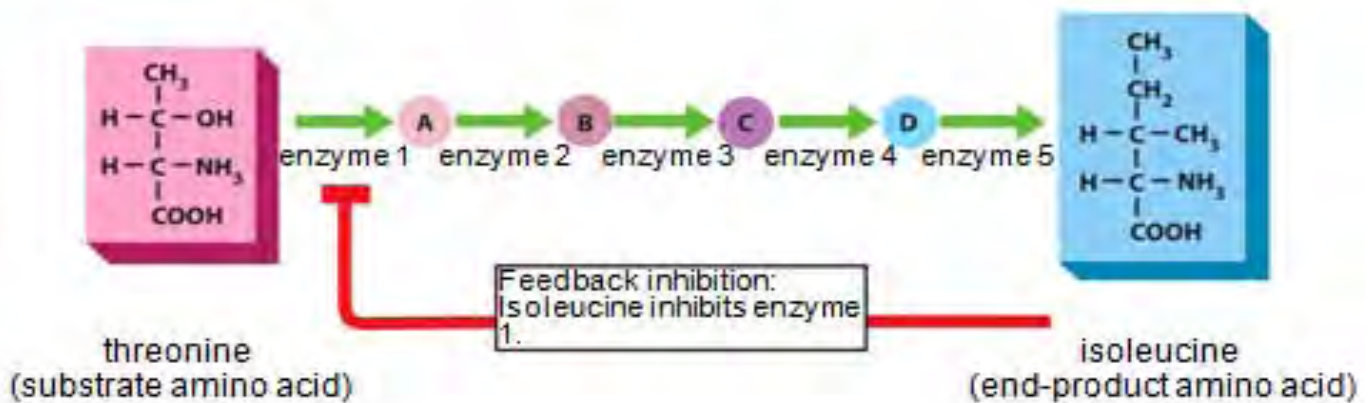 CH3
H – C – OH
H – C – NH3
COOH
A
B
C
D
enzyme 1
enzyme 2
enzyme 3
enzyme 4
enzyme 5
CH3
CH2
H – C – CH3
H – C – NH3
COOH
Feedback inhibition:
Isoleucine inhibits enzyme
1.
threonine
(substrate amino acid)
isoleucine
(end-product amino acid)